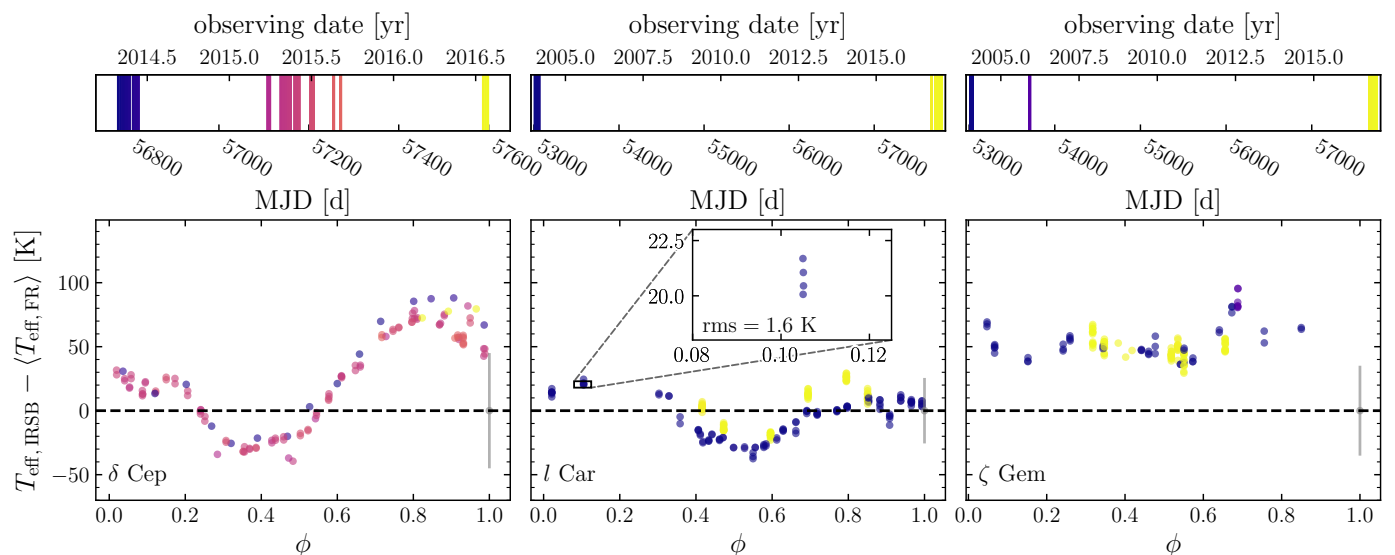 observing date [yr] observing date [yr] observing date [yr]
2014.5 2015.0 2015.5 2016.0 2016.5 2005.0 2007.5 2010.0 2012.5 2015.0 2005.0 2007.5 2010.0 2012.5 2015.0
56800 57000 57200 57400 57600 53000 54000 55000 56000 57000 53000 54000 55000 56000 57000
MJD [d] MJD [d] MJD [d]
T_eff, IRSB − ⟨T_eff, FR⟩ [K]
100
50
0
−50
22.5
20.0
rms = 1.6 K
0.08 0.10 0.12
δ Cep l Car ζ Gem
0.0 0.2 0.4 0.6 0.8 1.0 0.0 0.2 0.4 0.6 0.8 1.0 0.0 0.2 0.4 0.6 0.8 1.0
ϕ ϕ ϕ